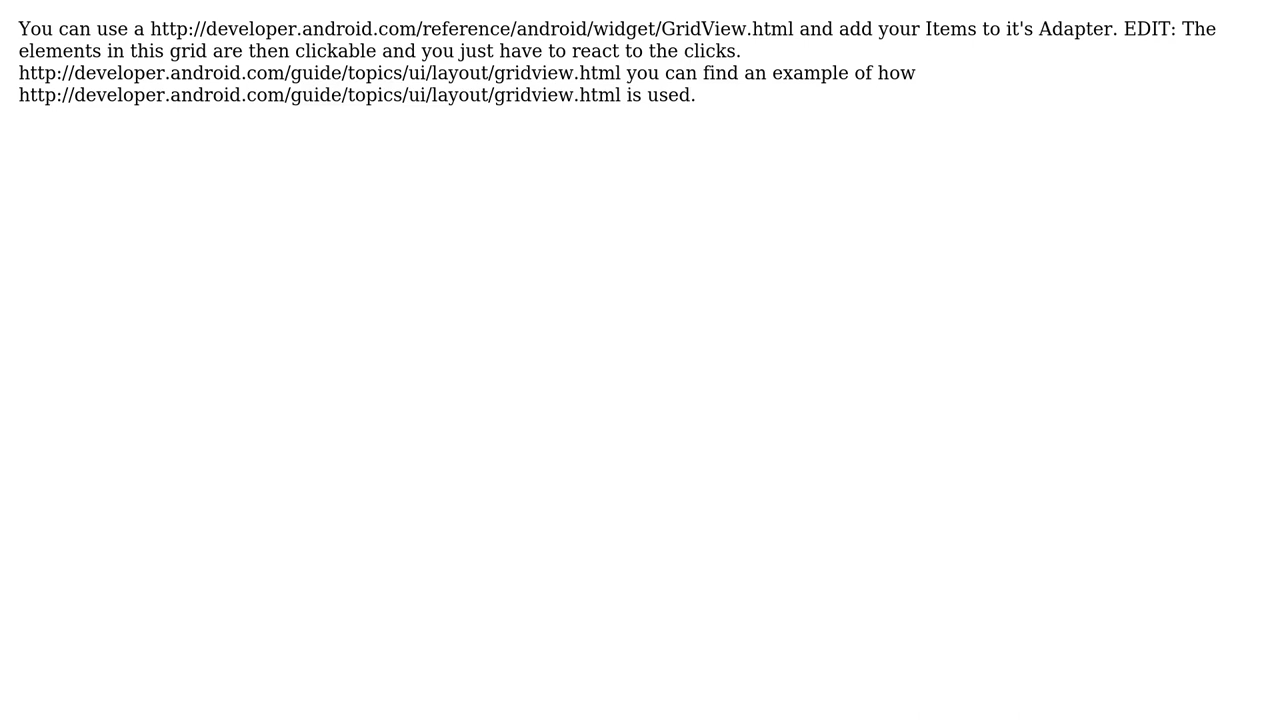 You can use a http://developer.android.com/reference/android/widget/GridView.html and add your Items to it's Adapter. EDIT: The
elements in this grid are then clickable and you just have to react to the clicks.
http://developer.android.com/guide/topics/ui/layout/gridview.html you can find an example of how
http://developer.android.com/guide/topics/ui/layout/gridview.html is used.